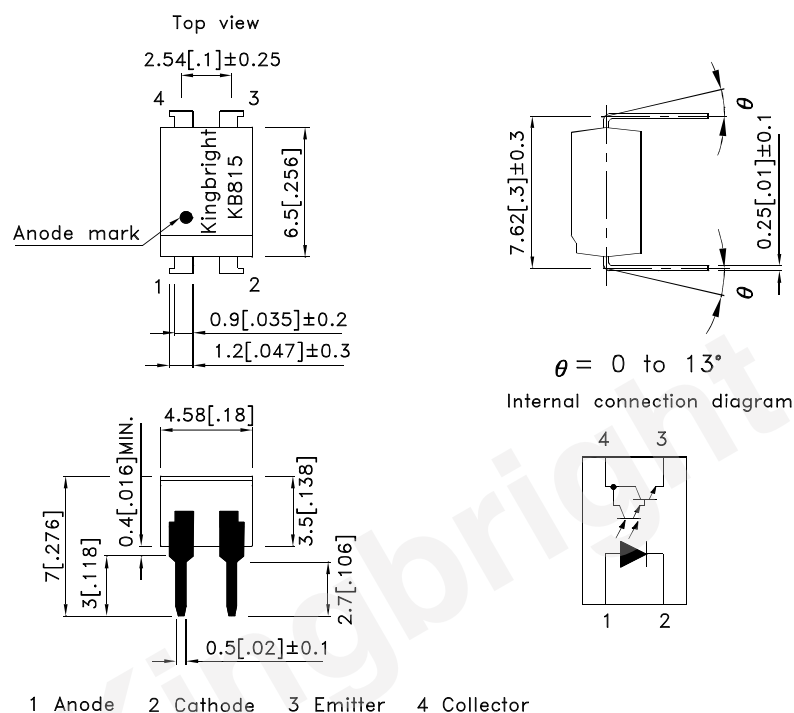 Top view
2.54[.1]±0.25
4 3
Kingbright
KB815
6.5[.256]
Anode mark
1 2
0.9[.035]±0.2
1.2[.047]±0.3
θ
7.62[.3]±0.3
0.25[.01]±0.1
θ
θ = 0 to 13°
Internal connection diagram
4 3
1 2
4.58[.18]
0.4[.016]MIN.
3.5[.138]
7[.276]
3[.118]
2.7[.106]
0.5[.02]±0.1
1 Anode 2 Cathode 3 Emitter 4 Collector
Kingbright